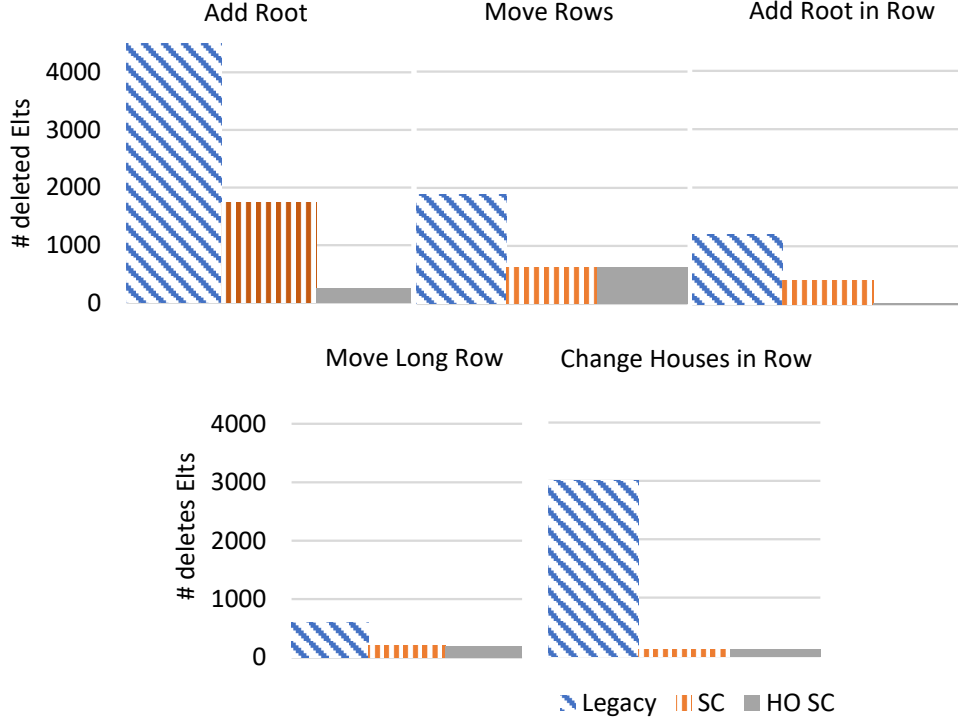 Add Root
Move Rows
Add Root in Row
# deleted Elts
4000
3000
2000
1000
0
Move Long Row
Change Houses in Row
# deletes Elts
4000
3000
2000
1000
0
Legacy
SC
HO SC